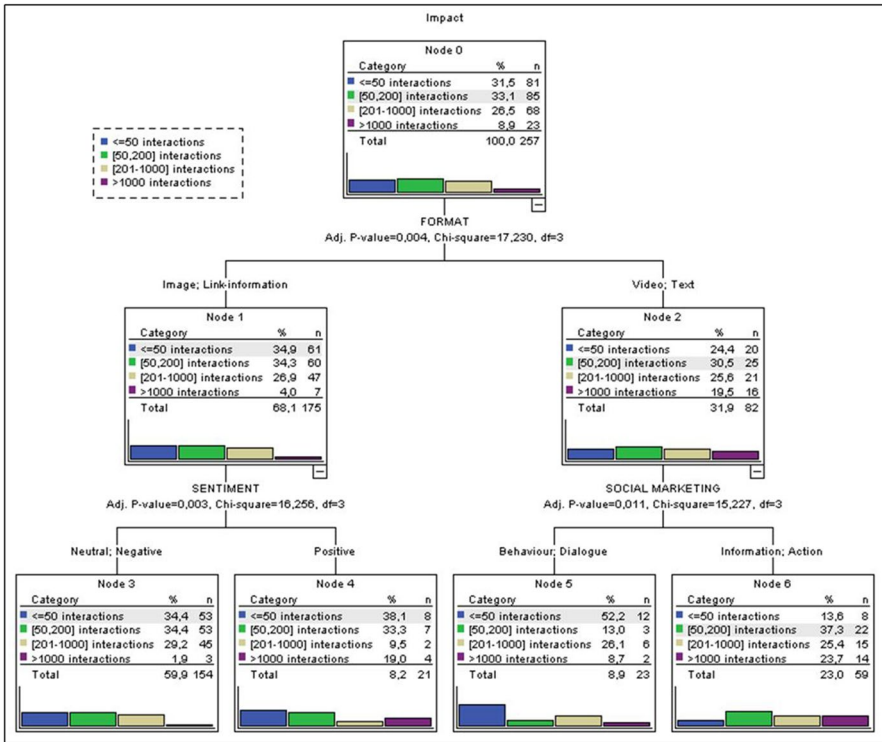 Impact
Node 0
Category % n
<=50 interactions 31,5 81
[50,200] interactions 33,1 85
[201-1000] interactions 26,5 68
>1000 interactions 8,9 23
Total 100,0 257
<=50 interactions
[50,200] interactions
[201-1000] interactions
>1000 interactions
FORMAT
Adj. P-value=0,004, Chi-square=17,230, df=3
Image; Link-information
Video; Text
Node 1
Category % n
<=50 interactions 34,9 61
[50,200] interactions 34,3 60
[201-1000] interactions 26,9 47
>1000 interactions 4,0 7
Total 68,1 175
Node 2
Category % n
<=50 interactions 24,4 20
[50,200] interactions 30,5 25
[201-1000] interactions 25,6 21
>1000 interactions 19,5 16
Total 31,9 82
SENTIMENT
Adj. P-value=0,003, Chi-square=16,256, df=3
SOCIAL MARKETING
Adj. P-value=0,011, Chi-square=15,227, df=3
Neutral; Negative
Positive
Behaviour; Dialogue
Information; Action
Node 3
Category % n
<=50 interactions 34,4 53
[50,200] interactions 34,4 53
[201-1000] interactions 29,2 45
>1000 interactions 1,9 3
Total 59,9 154
Node 4
Category % n
<=50 interactions 38,1 8
[50,200] interactions 33,3 7
[201-1000] interactions 9,5 2
>1000 interactions 19,0 4
Total 8,2 21
Node 5
Category % n
<=50 interactions 52,2 12
[50,200] interactions 13,0 3
[201-1000] interactions 26,1 6
>1000 interactions 8,7 2
Total 8,9 23
Node 6
Category % n
<=50 interactions 13,6 8
[50,200] interactions 37,3 22
[201-1000] interactions 25,4 15
>1000 interactions 23,7 14
Total 23,0 59